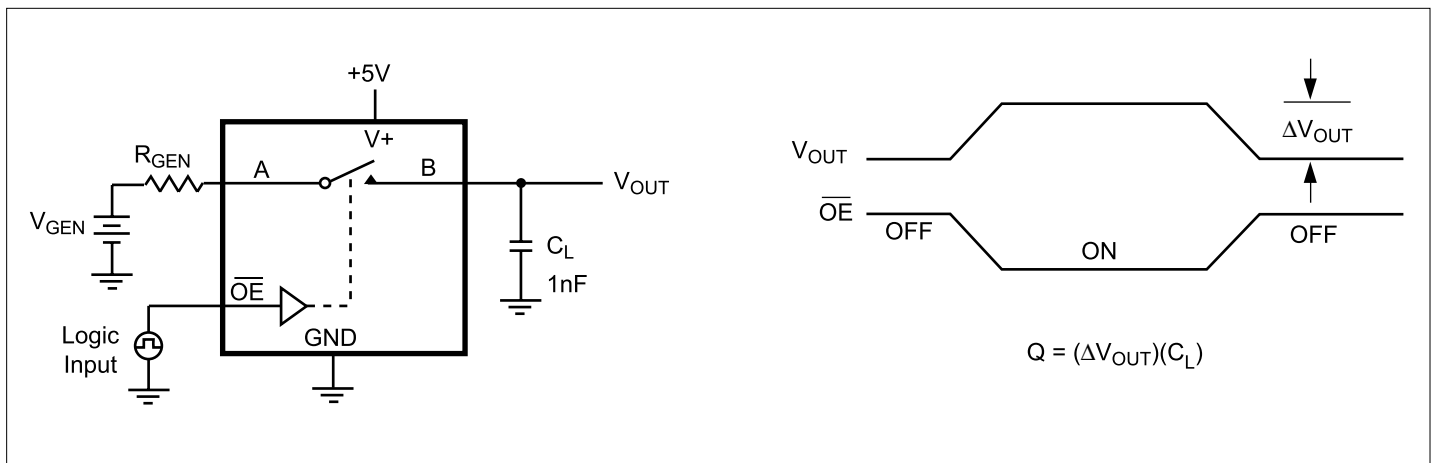 +5V
V+
RGEN
A
B
VOUT
VGEN
CL
1nF
OE
Logic
Input
GND
VOUT
ΔVOUT
OE
OFF
ON
OFF
Q = (ΔVOUT)(CL)